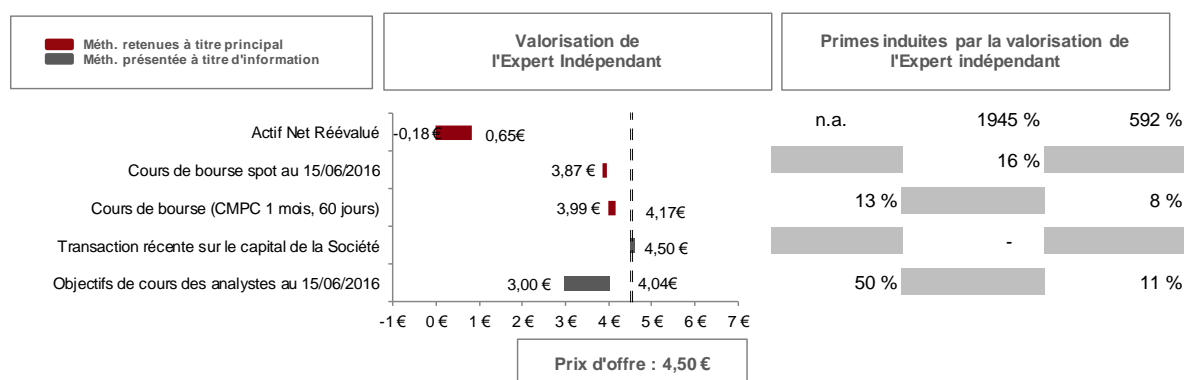 Méth. retenues à titre principal
Méth. présentée à titre d'information
Valorisation de
l'Expert Indépendant
Primes induites par la valorisation de
l'Expert indépendant
Actif Net Réévalué
-0,18 €
0,65€
n.a.
1945 %
592 %
Cours de bourse spot au 15/06/2016
3,87 €
16 %
Cours de bourse (CMPC 1 mois, 60 jours)
3,99 €
4,17€
13 %
8 %
Transaction récente sur le capital de la Société
4,50 €
-
Objectifs de cours des analystes au 15/06/2016
3,00 €
4,04€
50 %
11 %
-1 € 0 € 1 € 2 € 3 € 4 € 5 € 6 € 7 €
Prix d'offre : 4,50 €